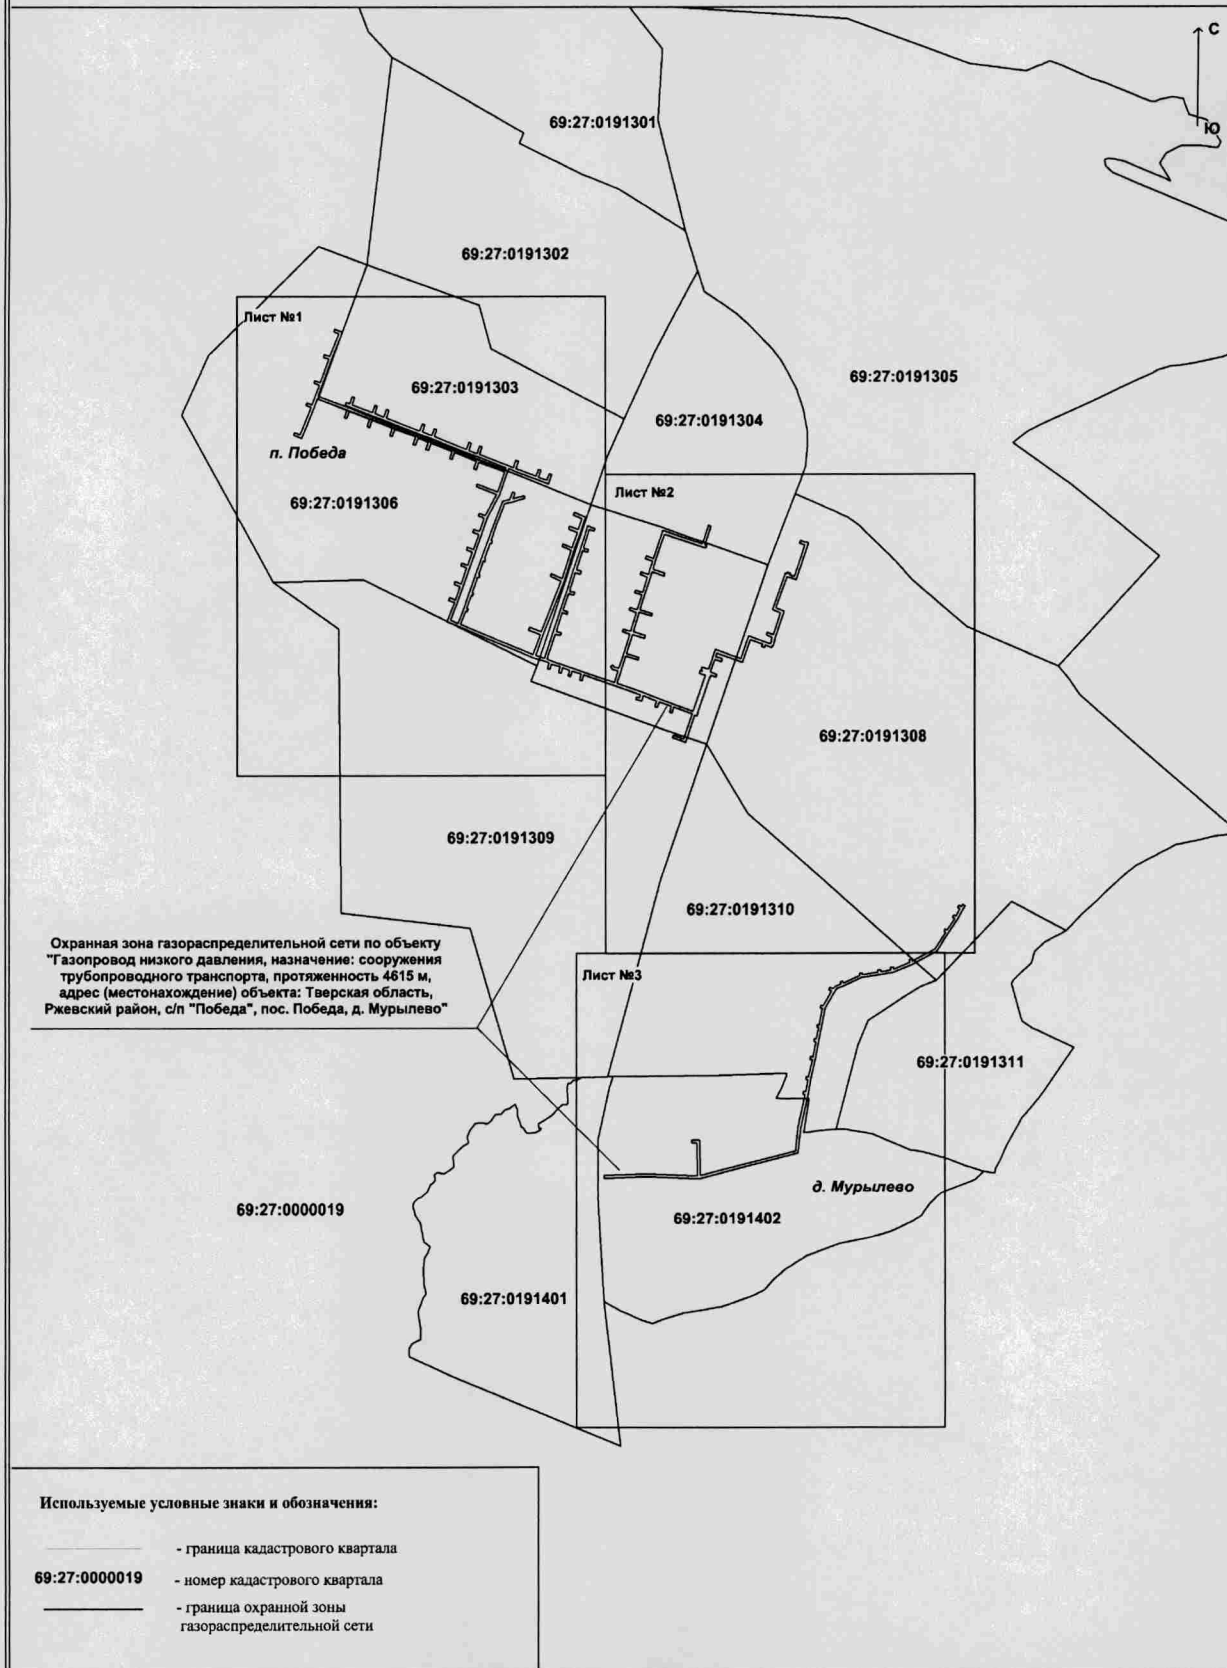 С
Ю
69:27:0191301
69:27:0191302
Лист №1
69:27:0191303
69:27:0191305
69:27:0191304
п. Победа
Лист №2
69:27:0191306
69:27:0191308
69:27:0191309
69:27:0191310
Охранная зона газораспределительной сети по объекту
"Газопровод низкого давления, назначение: сооружения
трубопроводного транспорта, протяженность 4615 м,
адрес (местонахождение) объекта: Тверская область,
Ржевский район, с/п "Победа", пос. Победа, д. Мурылево"
Лист №3
69:27:0191311
д. Мурылево
69:27:0000019
69:27:0191402
69:27:0191401
Используемые условные знаки и обозначения:
- граница кадастрового квартала
69:27:0000019 - номер кадастрового квартала
- граница охранной зоны
газораспределительной сети